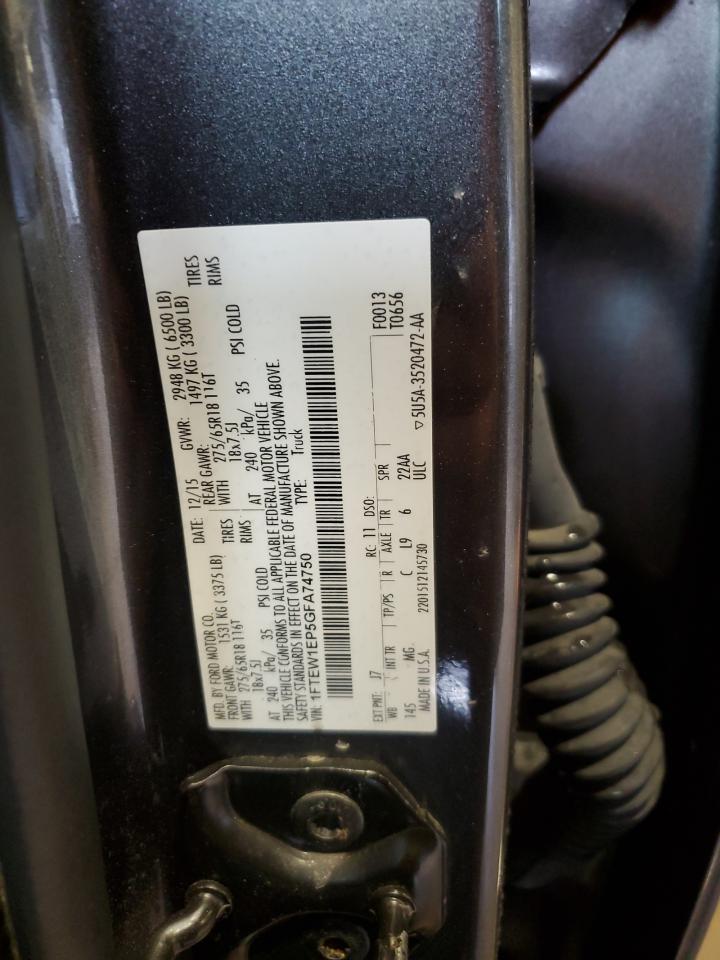 MFD. BY FORD MOTOR CO.
DATE: 12/15 GVWR: 2948 KG ( 6500 LB)
FRONT GAWR: 1531 KG ( 3375 LB) REAR GAWR: 1497 KG ( 3300 LB)
WITH 275/65R18 116T TIRES WITH 275/65R18 116T TIRES
18x7.5J RIMS 18x7.5J RIMS
AT 240 kPa/ 35 PSI COLD AT 240 kPa/ 35 PSI COLD
THIS VEHICLE CONFORMS TO ALL APPLICABLE FEDERAL MOTOR VEHICLE
SAFETY STANDARDS IN EFFECT ON THE DATE OF MANUFACTURE SHOWN ABOVE.
VIN: 1FTEW1EP5GFA74750 TYPE: Truck
EXT PNT: J7 RC: 11 DSO: F0013
WB INT TR TP/PS R AXLE TR SPR T0656
145 MG C L9 6 22AA
MADE IN U.S.A. 2201512145730 ULC ▽5U5A-3520472-AA